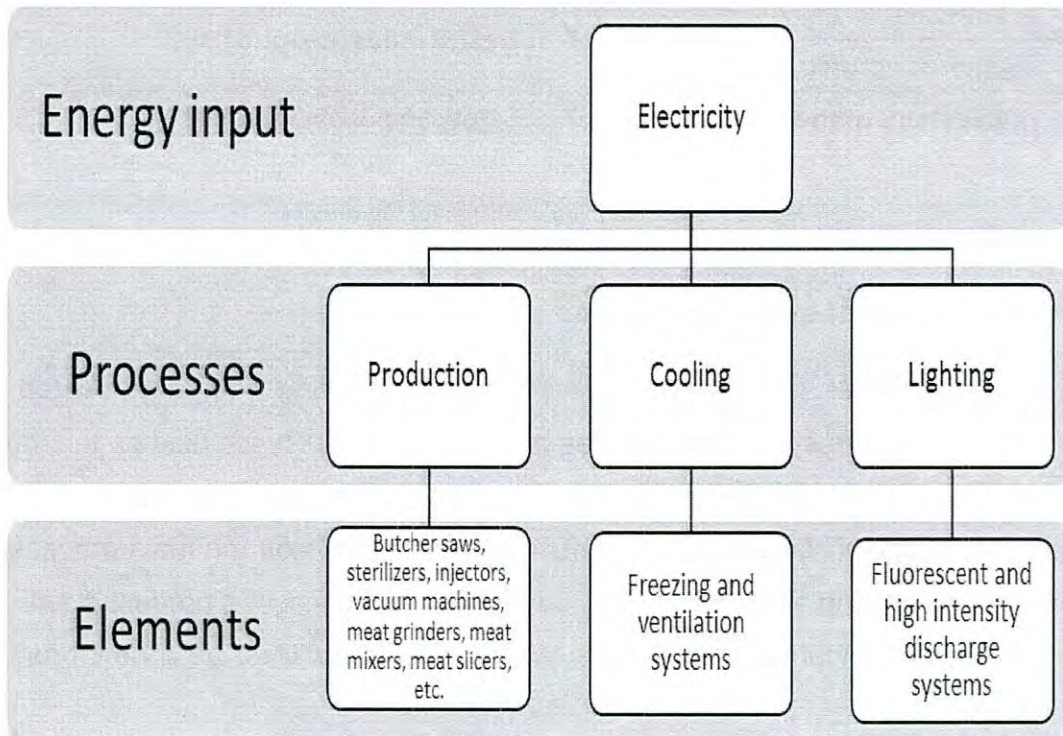 Energy input
Electricity
Processes
Production
Cooling
Lighting
Elements
Butcher saws,
sterilizers, injectors,
vacuum machines,
meat grinders, meat
mixers, meat slicers,
etc.
Freezing and
ventilation
systems
Fluorescent and
high intensity
discharge
systems